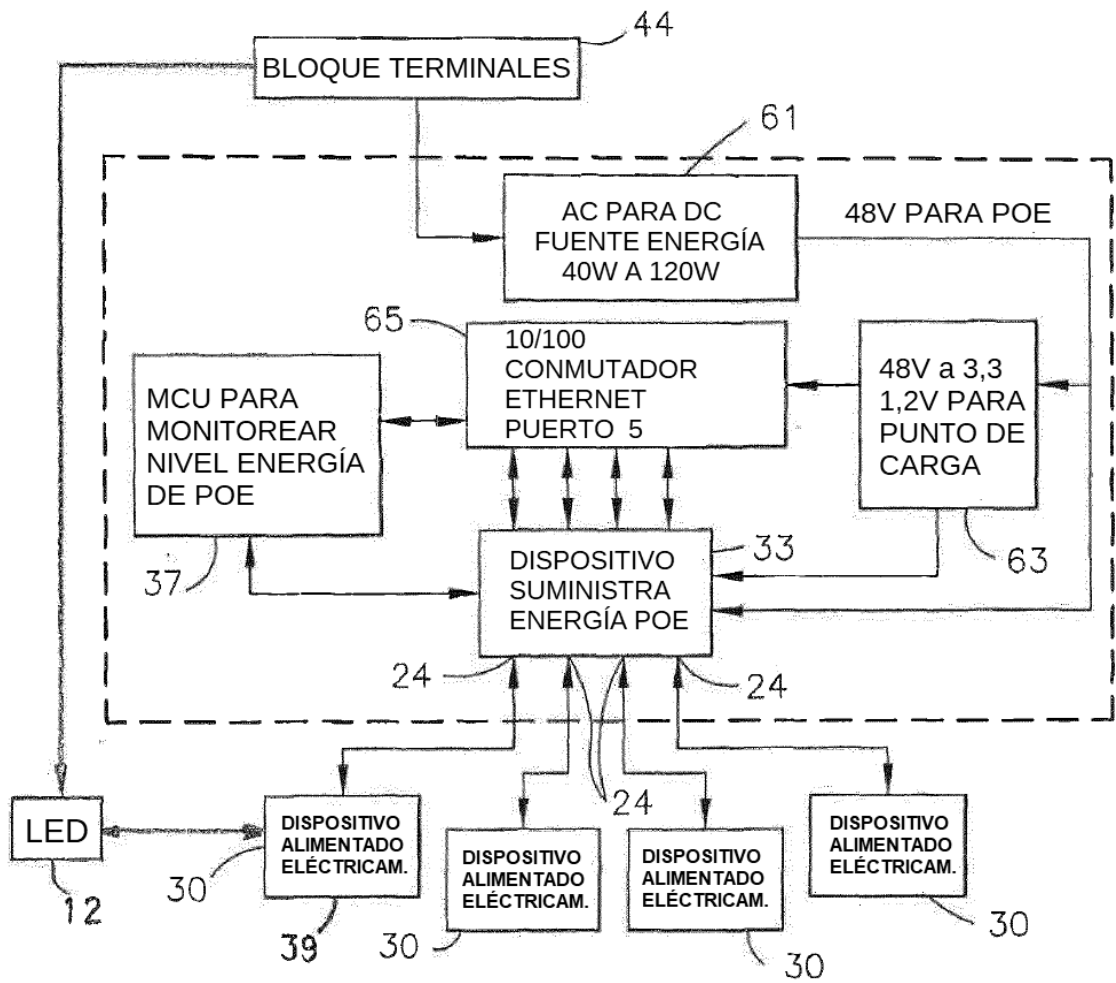 44
BLOQUE TERMINALES
61
AC PARA DC
FUENTE ENERGÍA
40W A 120W
48V PARA POE
65
10/100
CONMUTADOR
ETHERNET
PUERTO 5
48V a 3,3
1,2V PARA
PUNTO DE
CARGA
MCU PARA
MONITOREAR
NIVEL ENERGÍA
DE POE
37
33
63
DISPOSITIVO
SUMINISTRA
ENERGÍA POE
24
24
24
LED
12
DISPOSITIVO
ALIMENTADO
ELÉCTRICAM.
30
39
DISPOSITIVO
ALIMENTADO
ELÉCTRICAM.
30
DISPOSITIVO
ALIMENTADO
ELÉCTRICAM.
30
DISPOSITIVO
ALIMENTADO
ELÉCTRICAM.
30